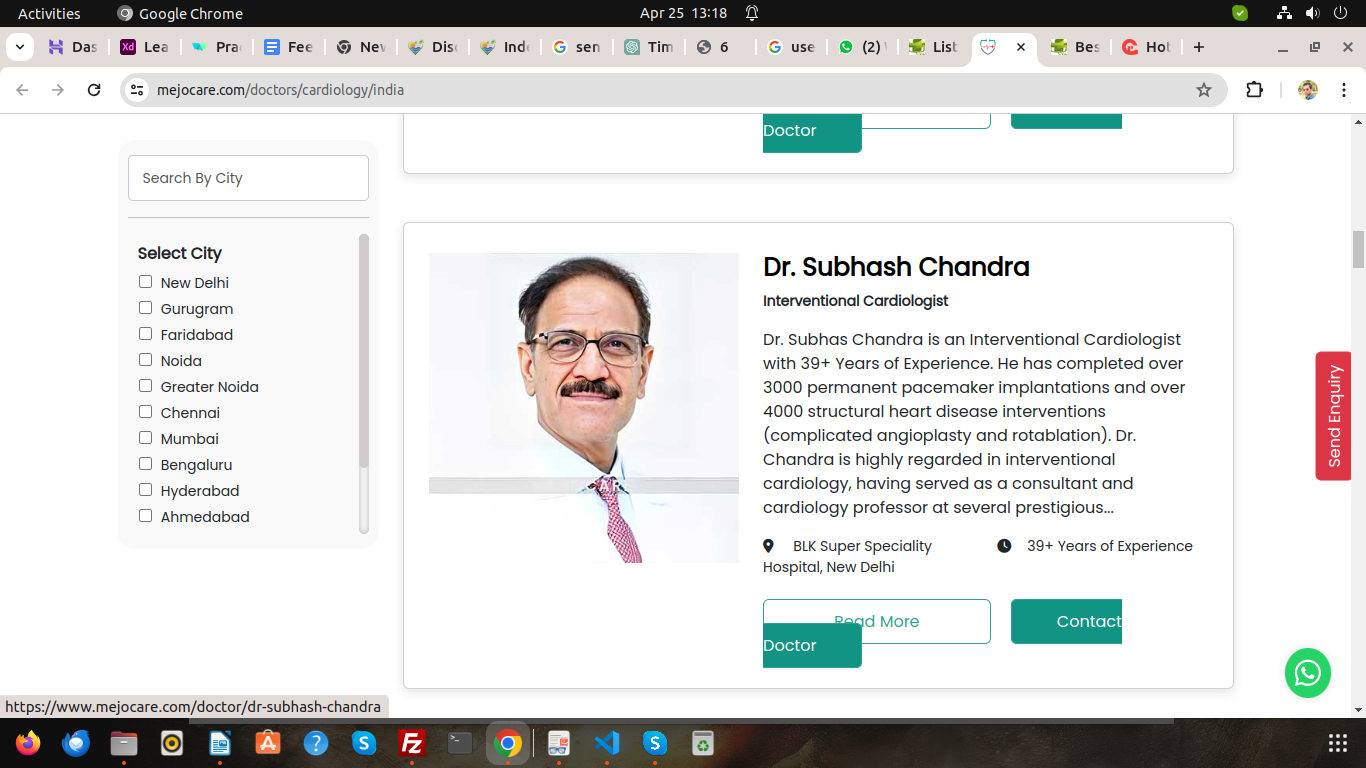 Activities
Google Chrome
Apr 25 13:18
Das
Xd Lea
Prac
Fee
New
Disc
Inde
sen
Tim
6
use
(2)
List
Bes
Hot
mejocare.com/doctors/cardiology/india
Doctor
Search By City
Select City
New Delhi
Gurugram
Faridabad
Noida
Greater Noida
Chennai
Mumbai
Bengaluru
Hyderabad
Ahmedabad
Dr. Subhash Chandra
Interventional Cardiologist
Dr. Subhas Chandra is an Interventional Cardiologist
with 39+ Years of Experience. He has completed over
3000 permanent pacemaker implantations and over
4000 structural heart disease interventions
(complicated angioplasty and rotablation). Dr.
Chandra is highly regarded in interventional
cardiology, having served as a consultant and
cardiology professor at several prestigious...
BLK Super Speciality
Hospital, New Delhi
39+ Years of Experience
Read More
Contact
Doctor
Send Enquiry
https://www.mejocare.com/doctor/dr-subhash-chandra